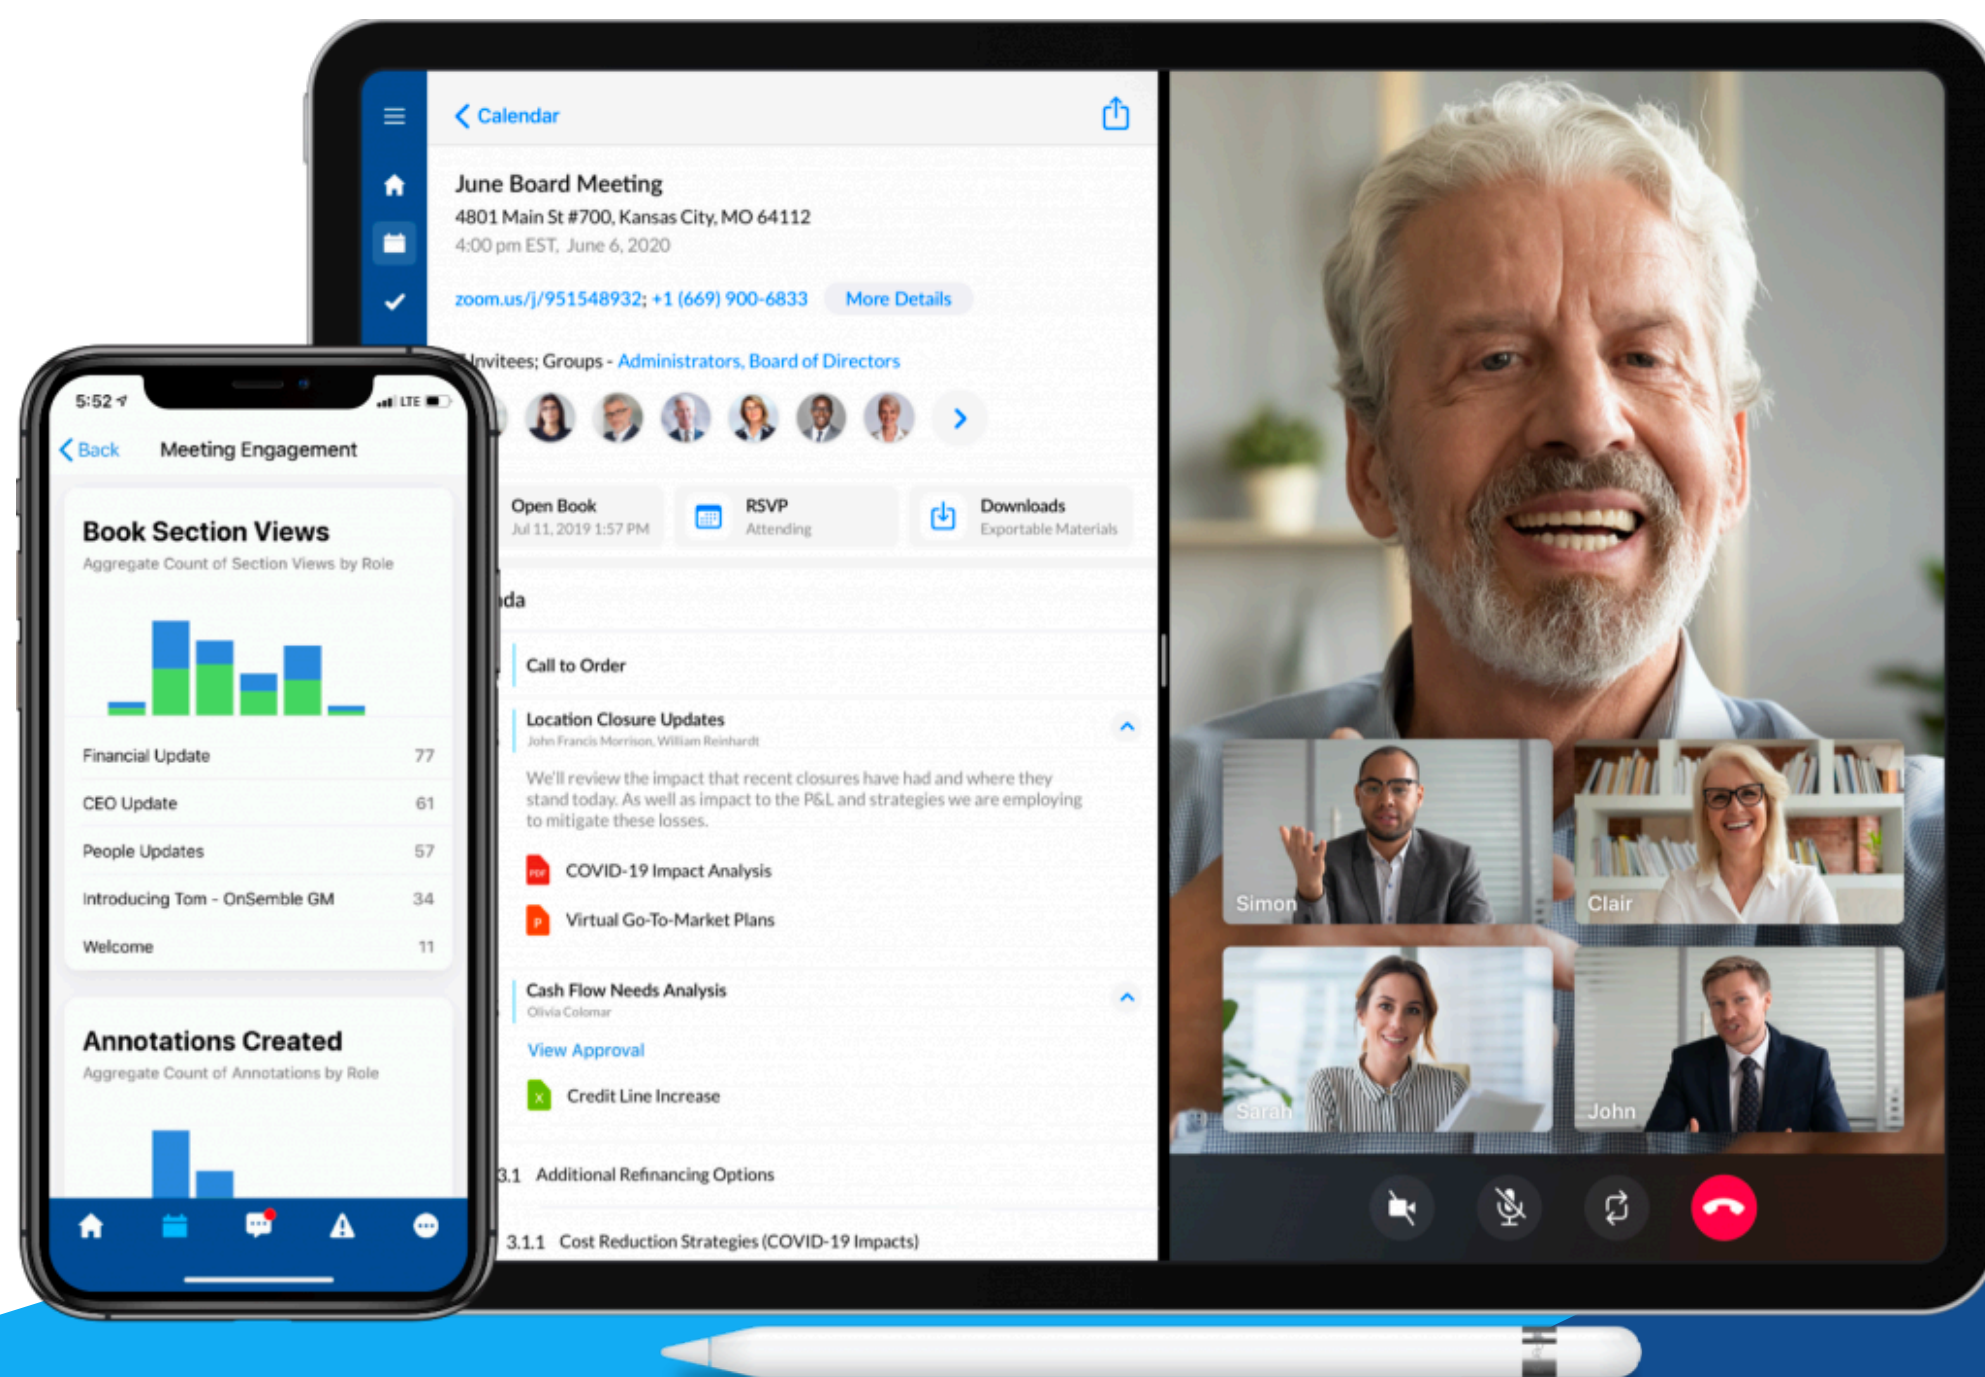 Calendar
June Board Meeting
4801 Main St #700, Kansas City, MO 64112
4:00 pm EST, June 6, 2020
zoom.us/j/951548932; +1 (669) 900-6833 More Details
Invitees; Groups - Administrators, Board of Directors
Open Book
Jul 11, 2019 1:57 PM
RSVP
Attending
Downloads
Exportable Materials
Call to Order
Location Closure Updates
John Francis Morrison, William Reinhardt
We'll review the impact that recent closures have had and where they
stand today. As well as impact to the P&L and strategies we are employing
to mitigate these losses.
PDF COVID-19 Impact Analysis
P Virtual Go-To-Market Plans
Cash Flow Needs Analysis
Olivia Colomar
View Approval
X Credit Line Increase
3.1 Additional Refinancing Options
3.1.1 Cost Reduction Strategies (COVID-19 Impacts)
5:52 LTE
Back Meeting Engagement
Book Section Views
Aggregate Count of Section Views by Role
Financial Update 77
CEO Update 61
People Updates 57
Introducing Tom - OnSemble GM 34
Welcome 11
Annotations Created
Aggregate Count of Annotations by Role
Simon
Clair
Sarah
John